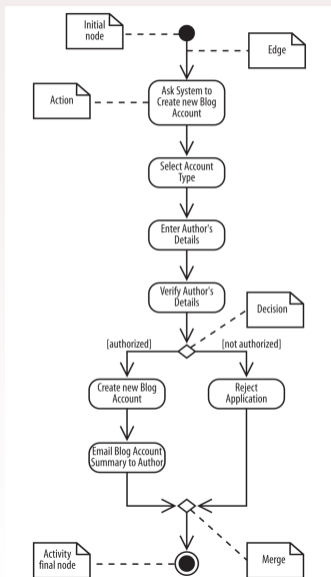 Initial
node
Edge
Action
Ask System to
Create new Blog
Account
Select Account
Type
Enter Author's
Details
Verify Author's
Details
Decision
[authorized]
[not authorized]
Create new Blog
Account
Reject
Application
Email Blog Account
Summary to Author
Activity
final node
Merge